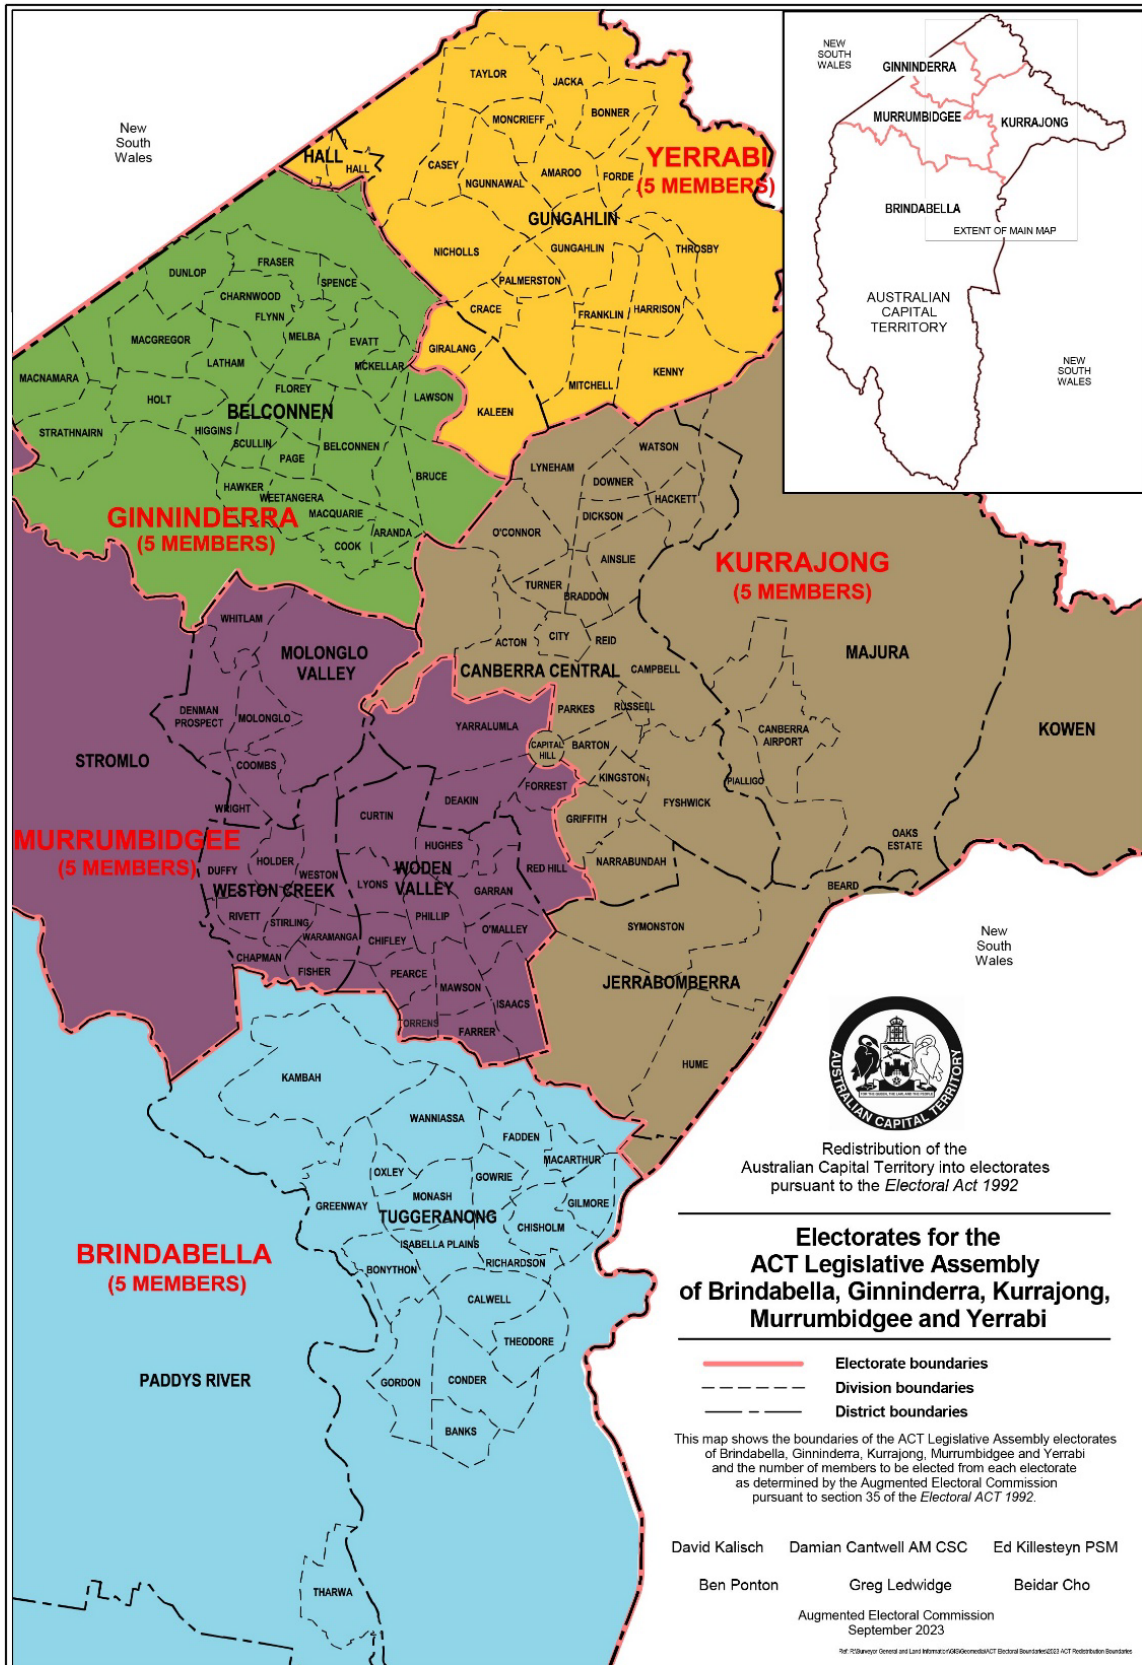 New
South
Wales
TAYLOR
JACKA
BONNER
MONCRIEFF
HALL
HALL
CASEY
NGUNNAWAL
AMAROO
FORDE
YERRABI
(5 MEMBERS)
GUNGAHLIN
NICHOLLS
GUNGAHLIN
THROSBY
PALMERSTON
CRACE
FRANKLIN
HARRISON
GIRALANG
MITCHELL
KENNY
KALEEN
DUNLOP
FRASER
SPENCE
CHARNWOOD
FLYNN
MACGREGOR
MELBA
EVATT
LATHAM
MCKELLAR
MACNAMARA
HOLT
FLOREY
LAWSON
BELCONNEN
STRATHNAIRN
HIGGINS
SCULLIN
BELCONNEN
PAGE
BRUCE
HAWKER
WEETANGERA
MACQUARIE
GINNINDERRA
(5 MEMBERS)
ARANDA
COOK
WATSON
LYNEHAM
DOWNER
HACKETT
DICKSON
O'CONNOR
AINSLIE
KURRAJONG
(5 MEMBERS)
TURNER
BRADDON
CITY
REID
ACTON
CANBERRA CENTRAL
CAMPBELL
MAJURA
PARKES
RUSSELL
CANBERRA
AIRPORT
KOWEN
CAPITAL
HILL
BARTON
KINGSTON
PIALLIGO
FYSHWICK
GRIFFITH
OAKS
ESTATE
NARRABUNDAH
BEARD
SYMONSTON
JERRABOMBERRA
HUME
WHITLAM
MOLONGLO
VALLEY
DENMAN
PROSPECT
MOLONGLO
YARRALUMLA
STROMLO
COOMBS
FORREST
DEAKIN
WRIGHT
CURTIN
MURRUMBIDGEE
(5 MEMBERS)
HUGHES
HOLDER
DUFFY
WESTON
LYONS
WODEN
VALLEY
RED HILL
WESTON CREEK
GARRAN
RIVETT
STIRLING
PHILLIP
O'MALLEY
WARAMANGA
CHIFLEY
CHAPMAN
FISHER
PEARCE
MAWSON
ISAACS
ORRENS
FARRER
KAMBAH
WANNIASSA
FADDEN
MACARTHUR
OXLEY
GOWRIE
GREENWAY
MONASH
GILMORE
TUGGERANONG
CHISHOLM
ISABELLA PLAINS
BRINDABELLA
(5 MEMBERS)
BONYTHON
RICHARDSON
CALWELL
THEODORE
PADDYS RIVER
GORDON
CONDER
BANKS
THARWA
NEW
SOUTH
WALES
GINNINDERRA
MURRUMBIDGEE
KURRAJONG
BRINDABELLA
EXTENT OF MAIN MAP
AUSTRALIAN
CAPITAL
TERRITORY
NEW
SOUTH
WALES
New
South
Wales
AUSTRALIAN CAPITAL TERRITORY
FOR THE QUEEN, THE LAW, AND THE PEOPLE
Redistribution of the
Australian Capital Territory into electorates
pursuant to the Electoral Act 1992
Electorates for the
ACT Legislative Assembly
of Brindabella, Ginninderra, Kurrajong,
Murrumbidgee and Yerrabi
Electorate boundaries
Division boundaries
District boundaries
This map shows the boundaries of the ACT Legislative Assembly electorates
of Brindabella, Ginninderra, Kurrajong, Murrumbidgee and Yerrabi
and the number of members to be elected from each electorate
as determined by the Augmented Electoral Commission
pursuant to section 35 of the Electoral ACT 1992.
David Kalisch Damian Cantwell AM CSC Ed Killesteyn PSM
Ben Ponton Greg Ledwidge Beidar Cho
Augmented Electoral Commission
September 2023